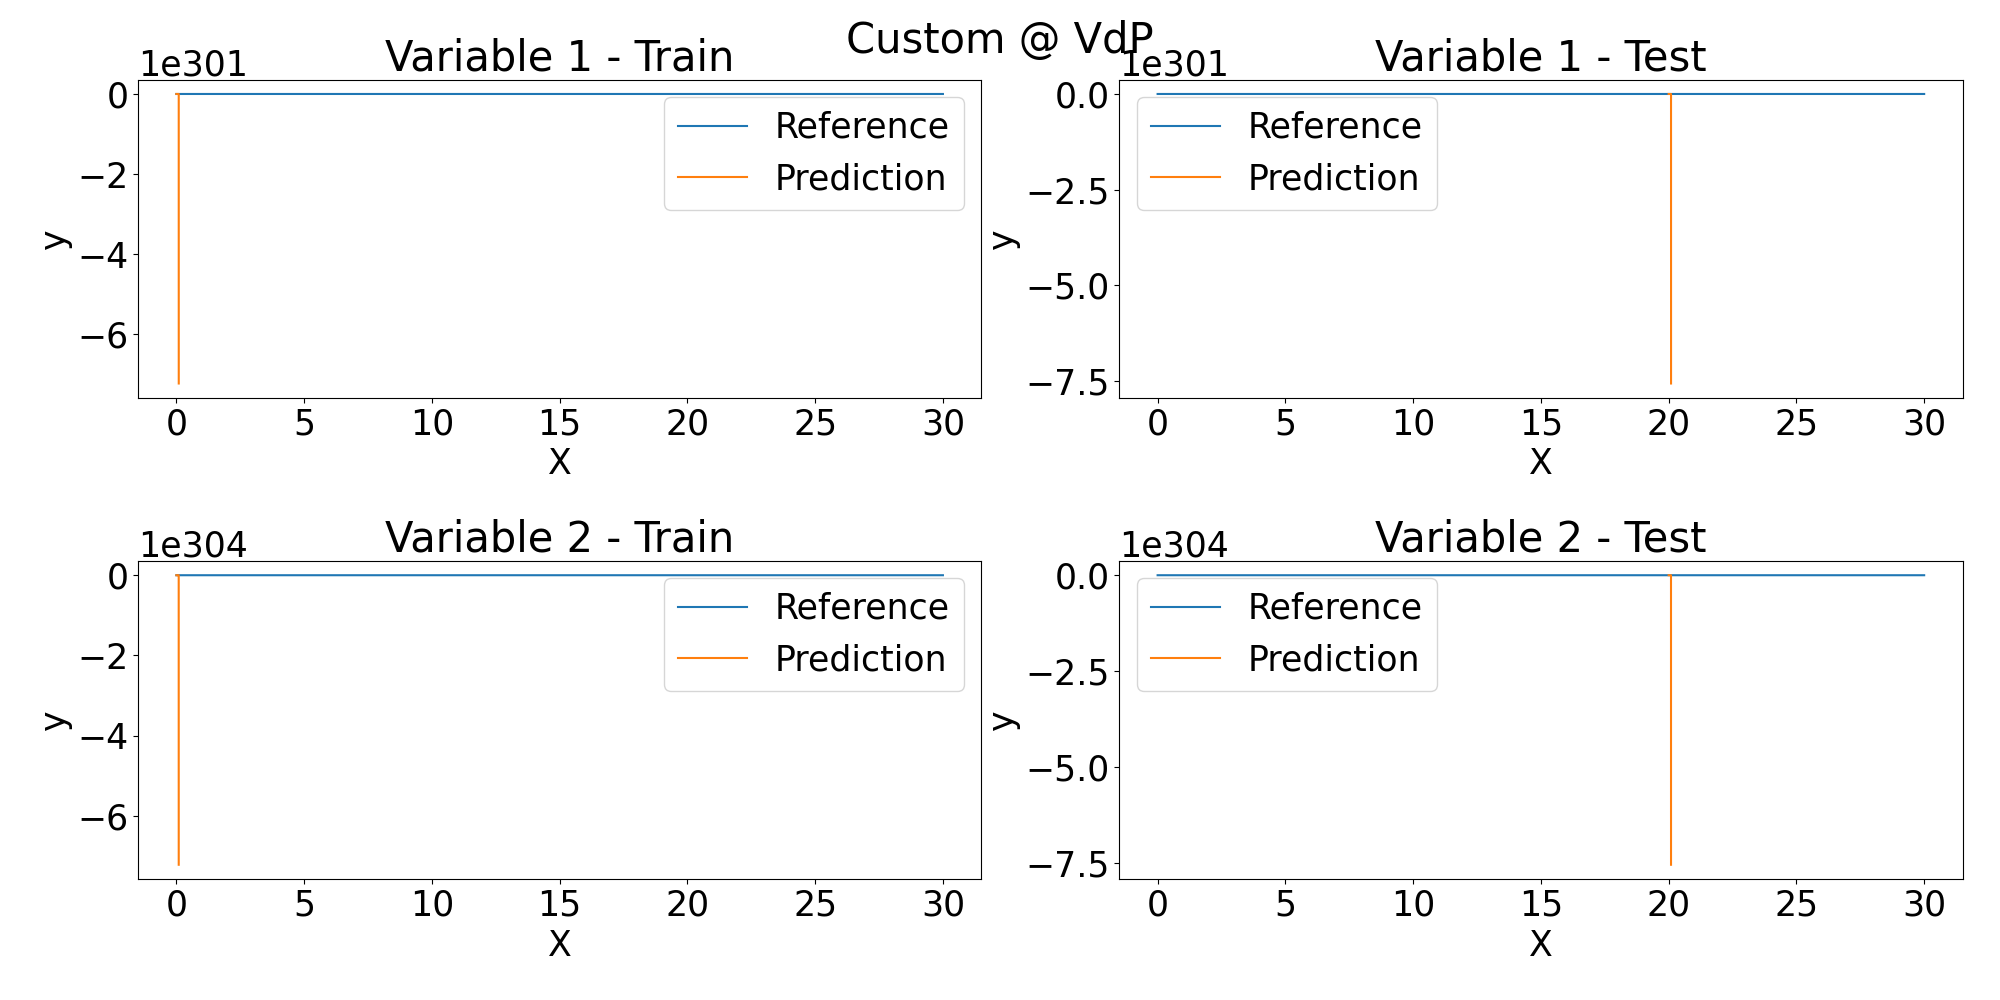 Custom @ VdP
Variable 1 - Train
1e301
0
−2
−4
−6
y
Reference
Prediction
0 5 10 15 20 25 30
X
Variable 1 - Test
1e301
0.0
−2.5
−5.0
−7.5
y
Reference
Prediction
0 5 10 15 20 25 30
X
Variable 2 - Train
1e304
0
−2
−4
−6
y
Reference
Prediction
0 5 10 15 20 25 30
X
Variable 2 - Test
1e304
0.0
−2.5
−5.0
−7.5
y
Reference
Prediction
0 5 10 15 20 25 30
X